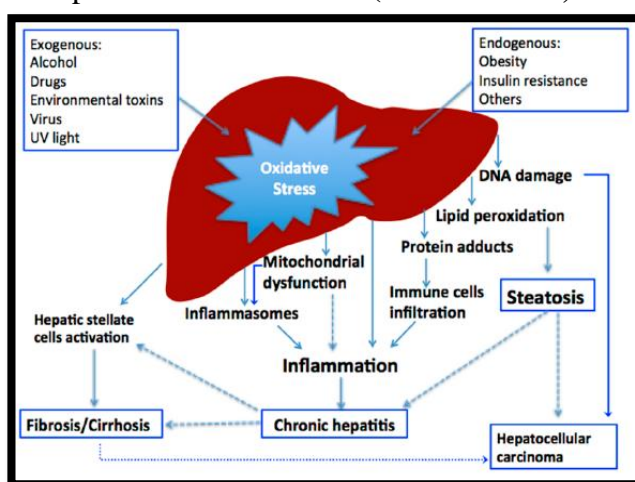 Exogenous:
Alcohol
Drugs
Environmental toxins
Virus
UV light
Endogenous:
Obesity
Insulin resistance
Others
Oxidative
Stress
DNA damage
Lipid peroxidation
Protein adducts
Mitochondrial
dysfunction
Immune cells
infiltration
Steatosis
Inflammasomes
Hepatic stellate
cells activation
Inflammation
Fibrosis/Cirrhosis
Chronic hepatitis
Hepatocellular
carcinoma